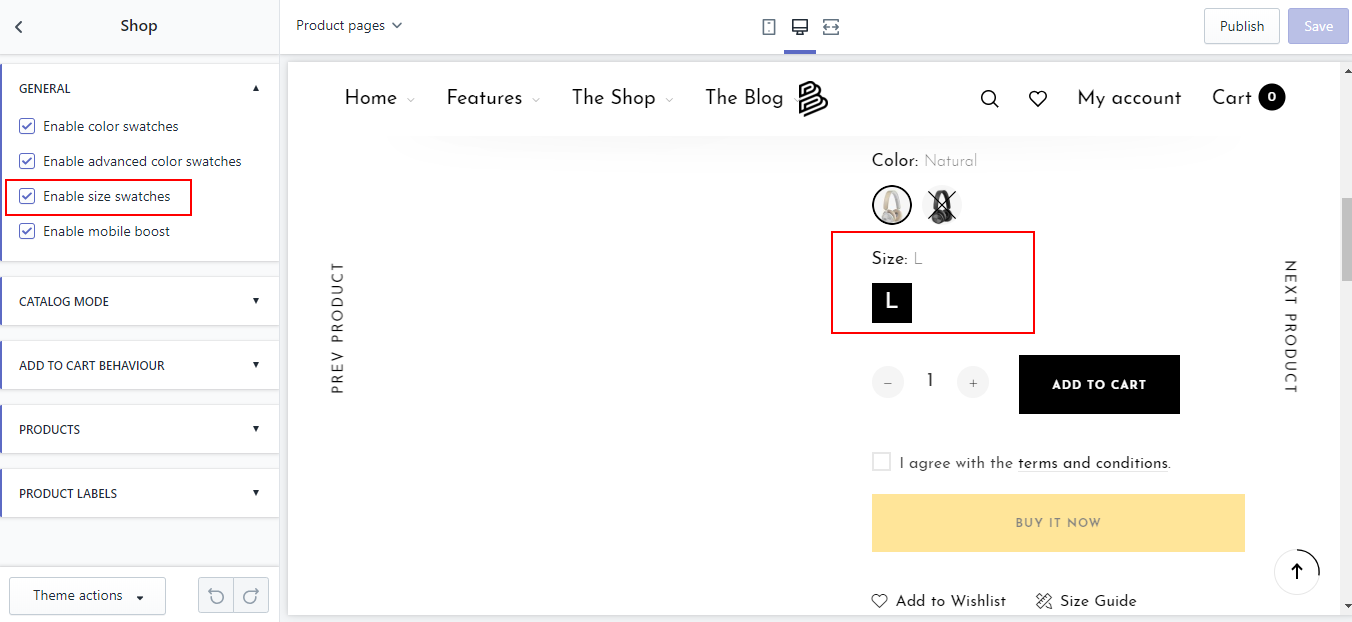 Shop
Product pages
Publish
Save
GENERAL
Enable color swatches
Enable advanced color swatches
Enable size swatches
Enable mobile boost
CATALOG MODE
ADD TO CART BEHAVIOUR
PRODUCTS
PRODUCT LABELS
Theme actions
Home Features The Shop The Blog My account Cart 0
Color: Natural
Size: L
L
PREV PRODUCT
NEXT PRODUCT
− 1 + ADD TO CART
I agree with the terms and conditions.
BUY IT NOW
Add to Wishlist Size Guide